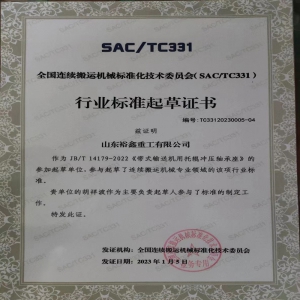 SAC/TC331
全国连续搬运机械标准化技术委员会（SAC/TC331）
行业标准起草证书
编号：TC33120230005-04
兹证明
山东裕鑫重工有限公司
作为 JB/T 14179-2022《带式输送机用托辊冲压轴承座》的
参加起草单位，参与起草了连续搬运机械专业领域的该项行业标
准。
贵单位的胡祥波作为主要负责起草人参与了标准的制定工
作。
特发此证。
发证机构：全国连续搬运机械标准化技术委员会
发证日期：2023年1月5日